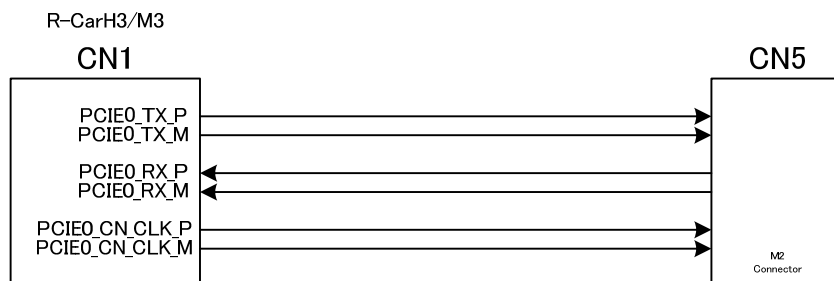 R-CarH3/M3
CN1
CN5
PCIE0_TX_P
PCIE0_TX_M
PCIE0_RX_P
PCIE0_RX_M
PCIE0_CN_CLK_P
PCIE0_CN_CLK_M
M2
Connector